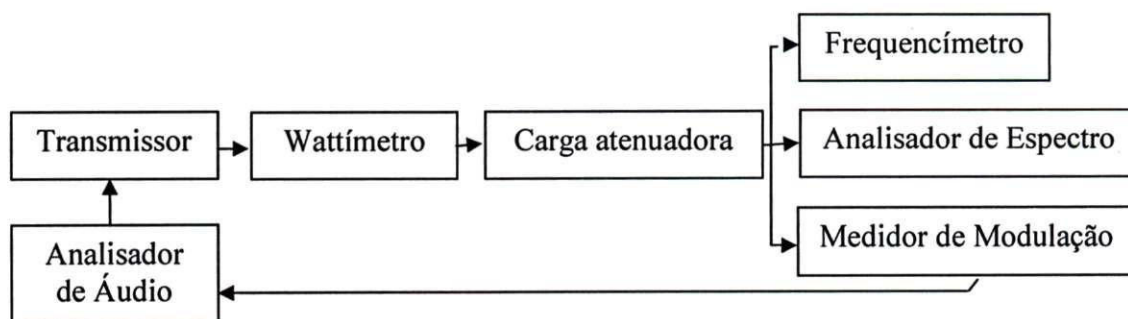 Frequencímetro
Transmissor
Wattímetro
Carga atenuadora
Analisador de Espectro
Analisador
de Áudio
Medidor de Modulação